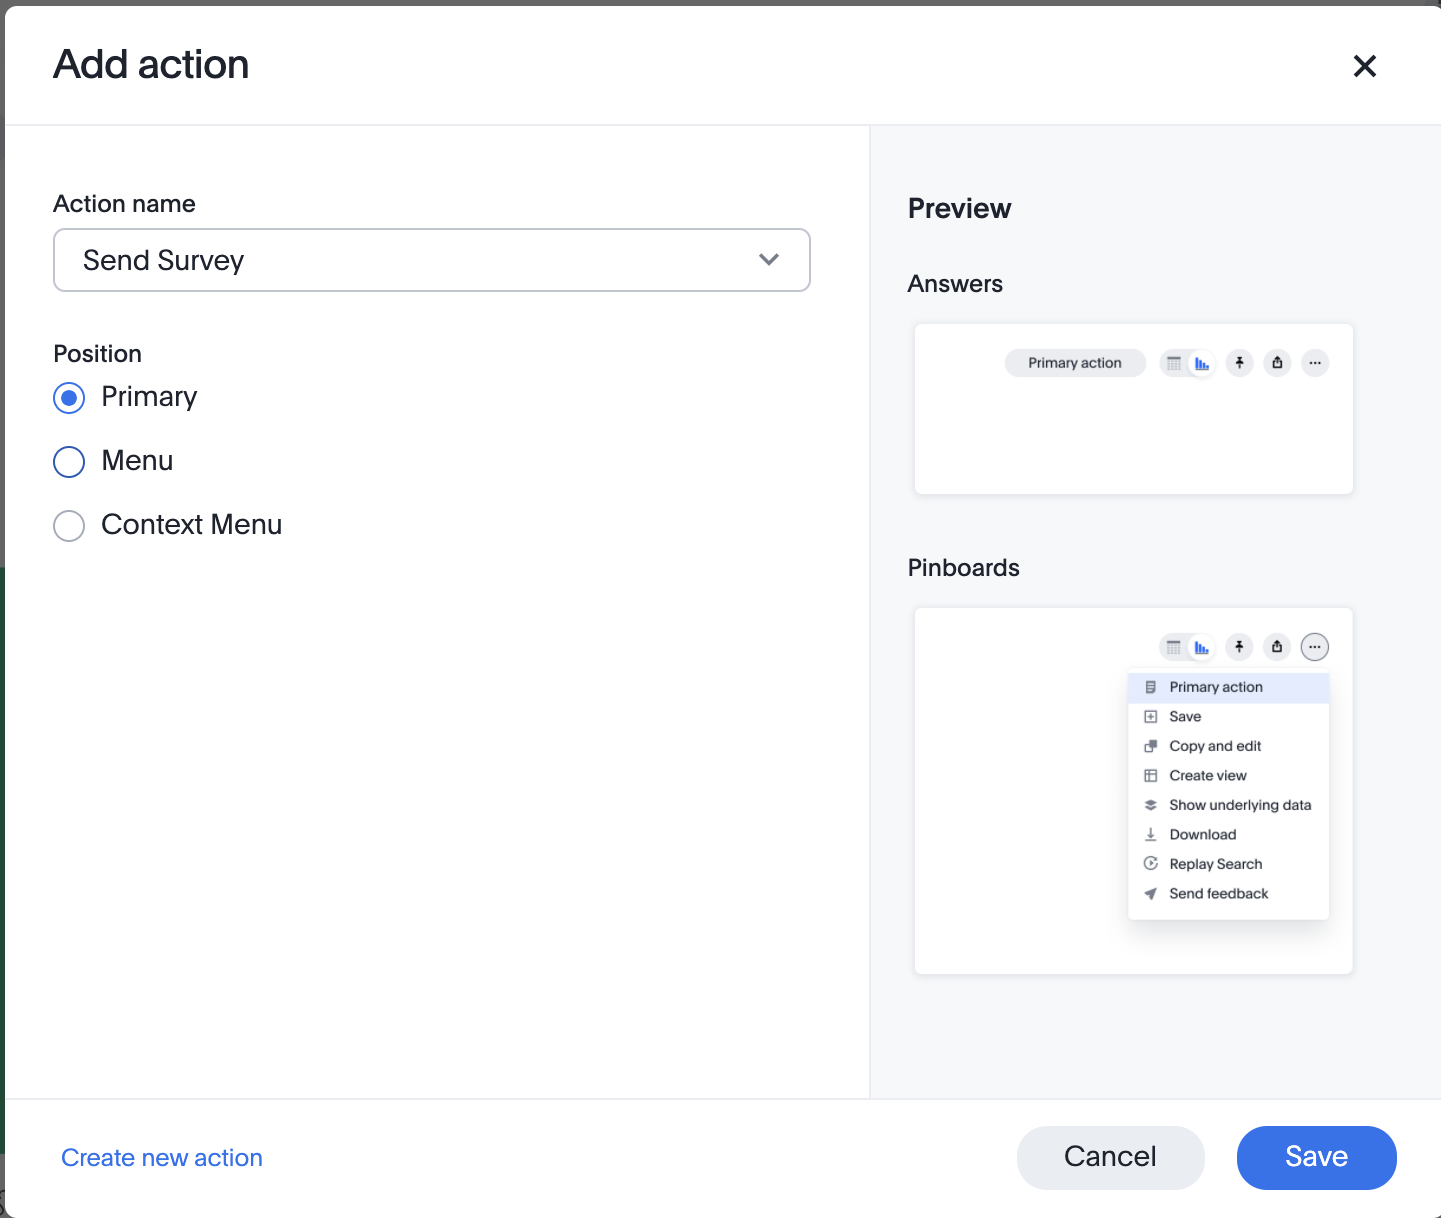 Add action
Action name
Send Survey
Position
Primary
Menu
Context Menu
Preview
Answers
Primary action
Pinboards
Primary action
Save
Copy and edit
Create view
Show underlying data
Download
Replay Search
Send feedback
Create new action
Cancel
Save